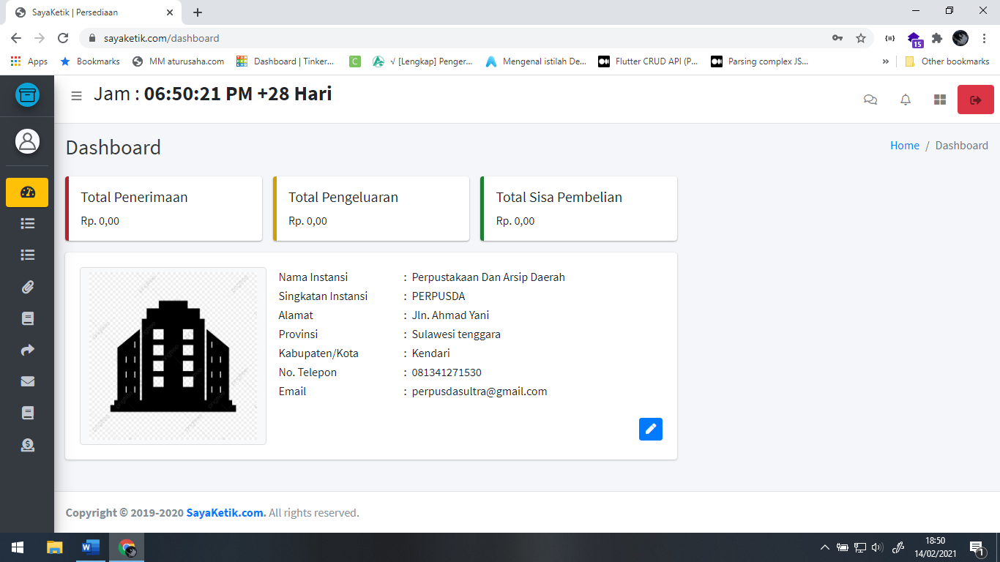 SayaKetik | Persediaan
sayaketik.com/dashboard
15
Apps
Bookmarks
MM aturusaha.com
Dashboard | Tinker...
C
√ [Lengkap] Penger...
Mengenal istilah De...
Flutter CRUD API (P...
Parsing complex JS...
»
Other bookmarks
Jam : 06:50:21 PM +28 Hari
Dashboard
Home / Dashboard
Total Penerimaan
Rp. 0,00
Total Pengeluaran
Rp. 0,00
Total Sisa Pembelian
Rp. 0,00
Nama Instansi : Perpustakaan Dan Arsip Daerah
Singkatan Instansi : PERPUSDA
Alamat : Jln. Ahmad Yani
Provinsi : Sulawesi tenggara
Kabupaten/Kota : Kendari
No. Telepon : 081341271530
Email : perpusdasultra@gmail.com
Copyright © 2019-2020 SayaKetik.com. All rights reserved.
18:50
14/02/2021
1